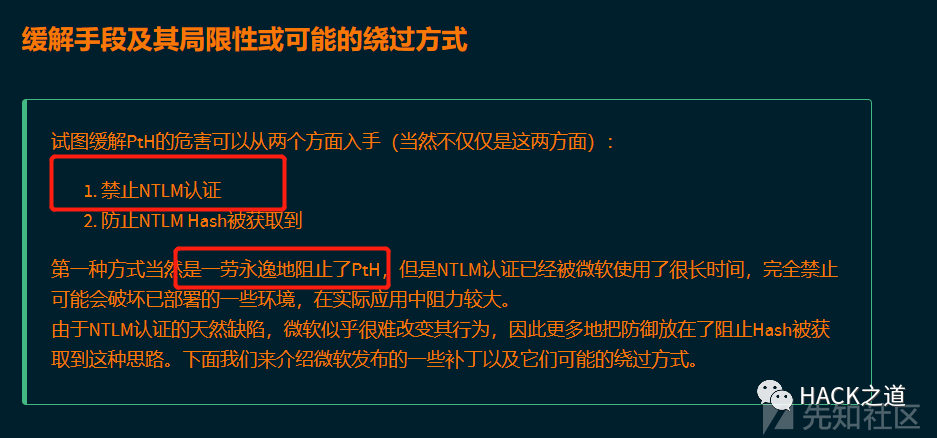 缓解手段及其局限性或可能的绕过方式
试图缓解PtH的危害可以从两个方面入手（当然不仅仅是这两方面）：
1. 禁止NTLM认证
2. 防止NTLM Hash被获取到
第一种方式当然是一劳永逸地阻止了PtH，但是NTLM认证已经被微软使用了很长时间，完全禁止
可能会破坏已部署的一些环境，在实际应用中阻力较大。
由于NTLM认证的天然缺陷，微软似乎很难改变其行为，因此更多地把防御放在了阻止Hash被获
取到这种思路。下面我们来介绍微软发布的一些补丁以及它们可能的绕过方式。
HACK之道
先知社区